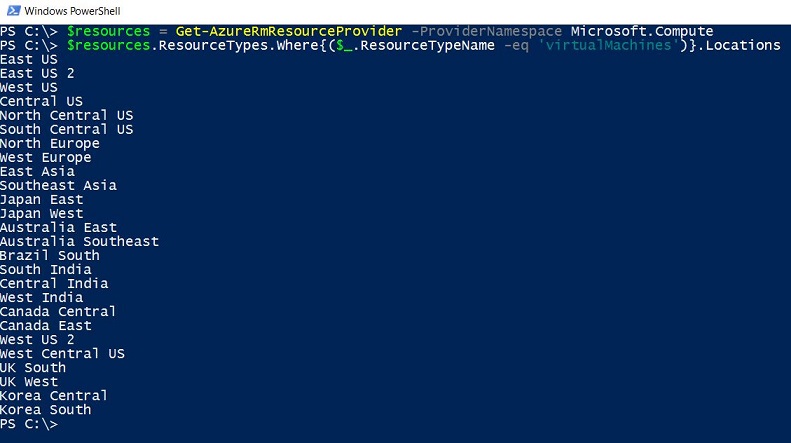 Windows PowerShell
PS C:\> $resources = Get-AzureRmResourceProvider -ProviderNamespace Microsoft.Compute
PS C:\> $resources.ResourceTypes.Where{($_.ResourceTypeName -eq 'virtualMachines')}.Locations
East US
East US 2
West US
Central US
North Central US
South Central US
North Europe
West Europe
East Asia
Southeast Asia
Japan East
Japan West
Australia East
Australia Southeast
Brazil South
South India
Central India
West India
Canada Central
Canada East
West US 2
West Central US
UK South
UK West
Korea Central
Korea South
PS C:\>